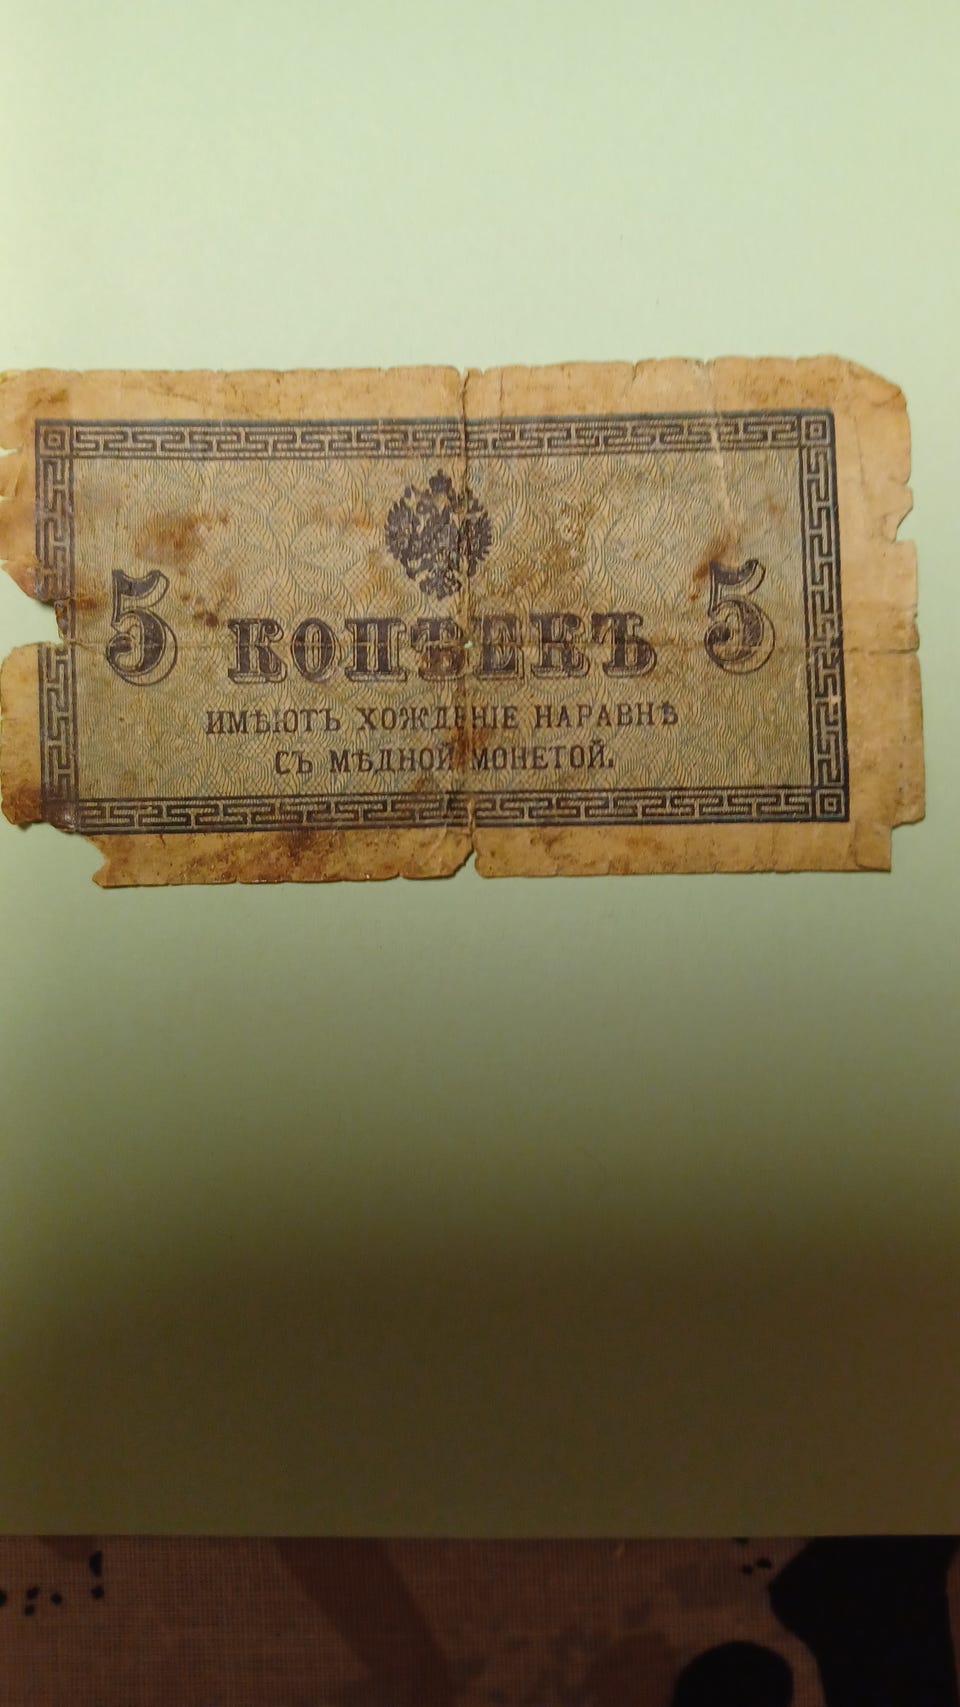 5 КОПѢЕКЪ 5
ИМѢЮТЪ ХОЖДЕНІЕ НАРАВНѢ
СЪ МѢДНОЙ МОНЕТОЙ.